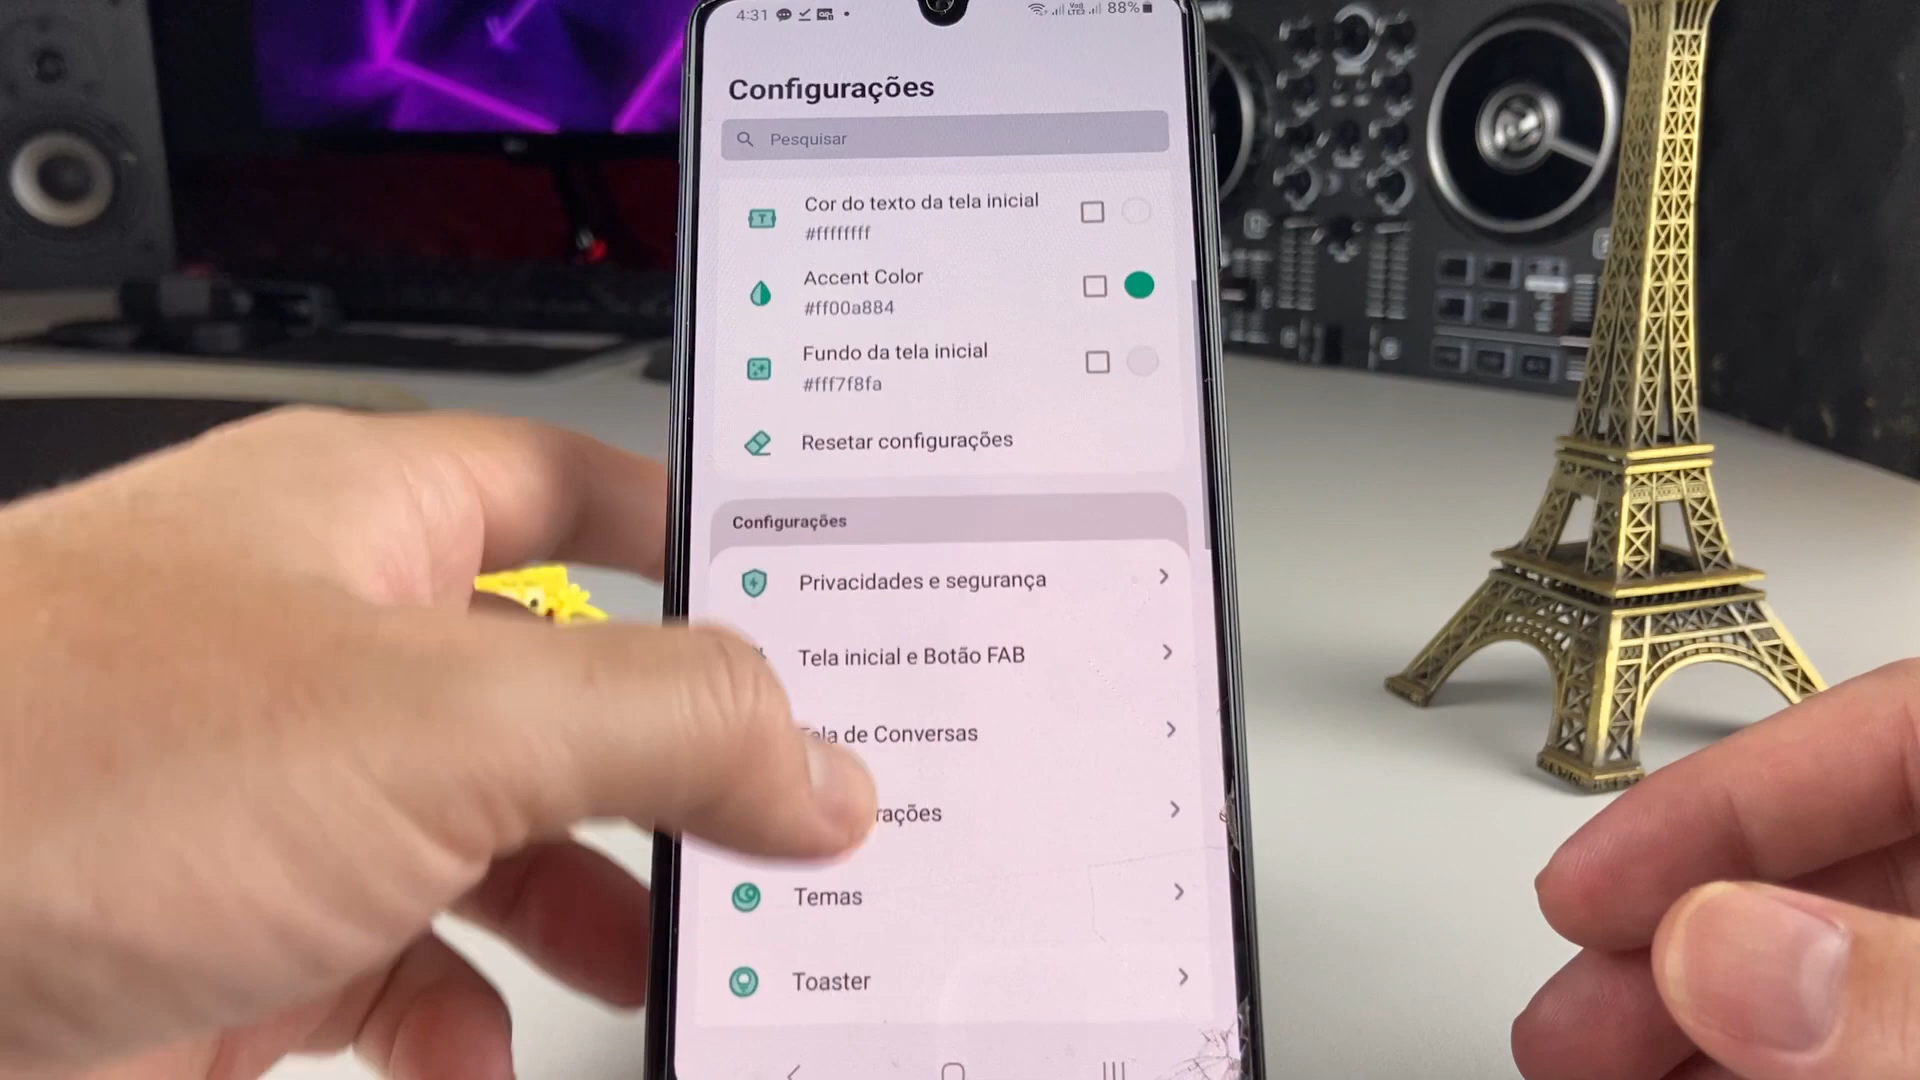 4:31
88%
Configurações
Pesquisar
Cor do texto da tela inicial
#ffffffff
Accent Color
#ff00a884
Fundo da tela inicial
#fff7f8fa
Resetar configurações
Configurações
Privacidades e segurança
Tela inicial e Botão FAB
Tela de Conversas
rações
Temas
Toaster